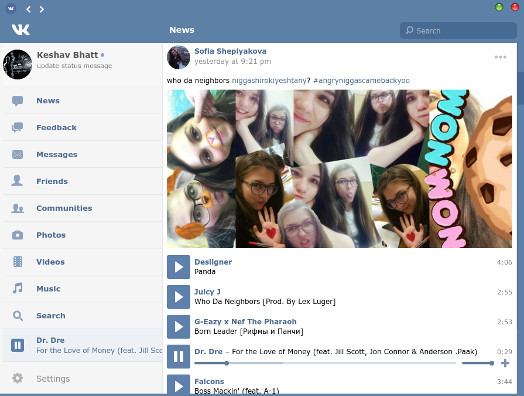 News
Search
Keshav Bhatt
update status message
News
Feedback
Messages
Friends
Communities
Photos
Videos
Music
Search
Dr. Dre
For the Love of Money (feat. Jill Sc
Settings
Sofia Sheplyakova
yesterday at 9:21 pm
who da neighbors niggashirokiyeshtany? #angryniggascamebackyoo
WOW WOW
Desiigner 4:06
Panda
Juicy J 2:55
Who Da Neighbors [Prod. By Lex Luger]
G-Eazy x Nef The Pharaoh 2:53
Born Leader [Рифмы и Панчи]
Dr. Dre – For the Love of Money (feat. Jill Scott, Jon Connor & Anderson .Paak) 0:29
Falcons 3:44
Boss Mackin' (feat. A-1)